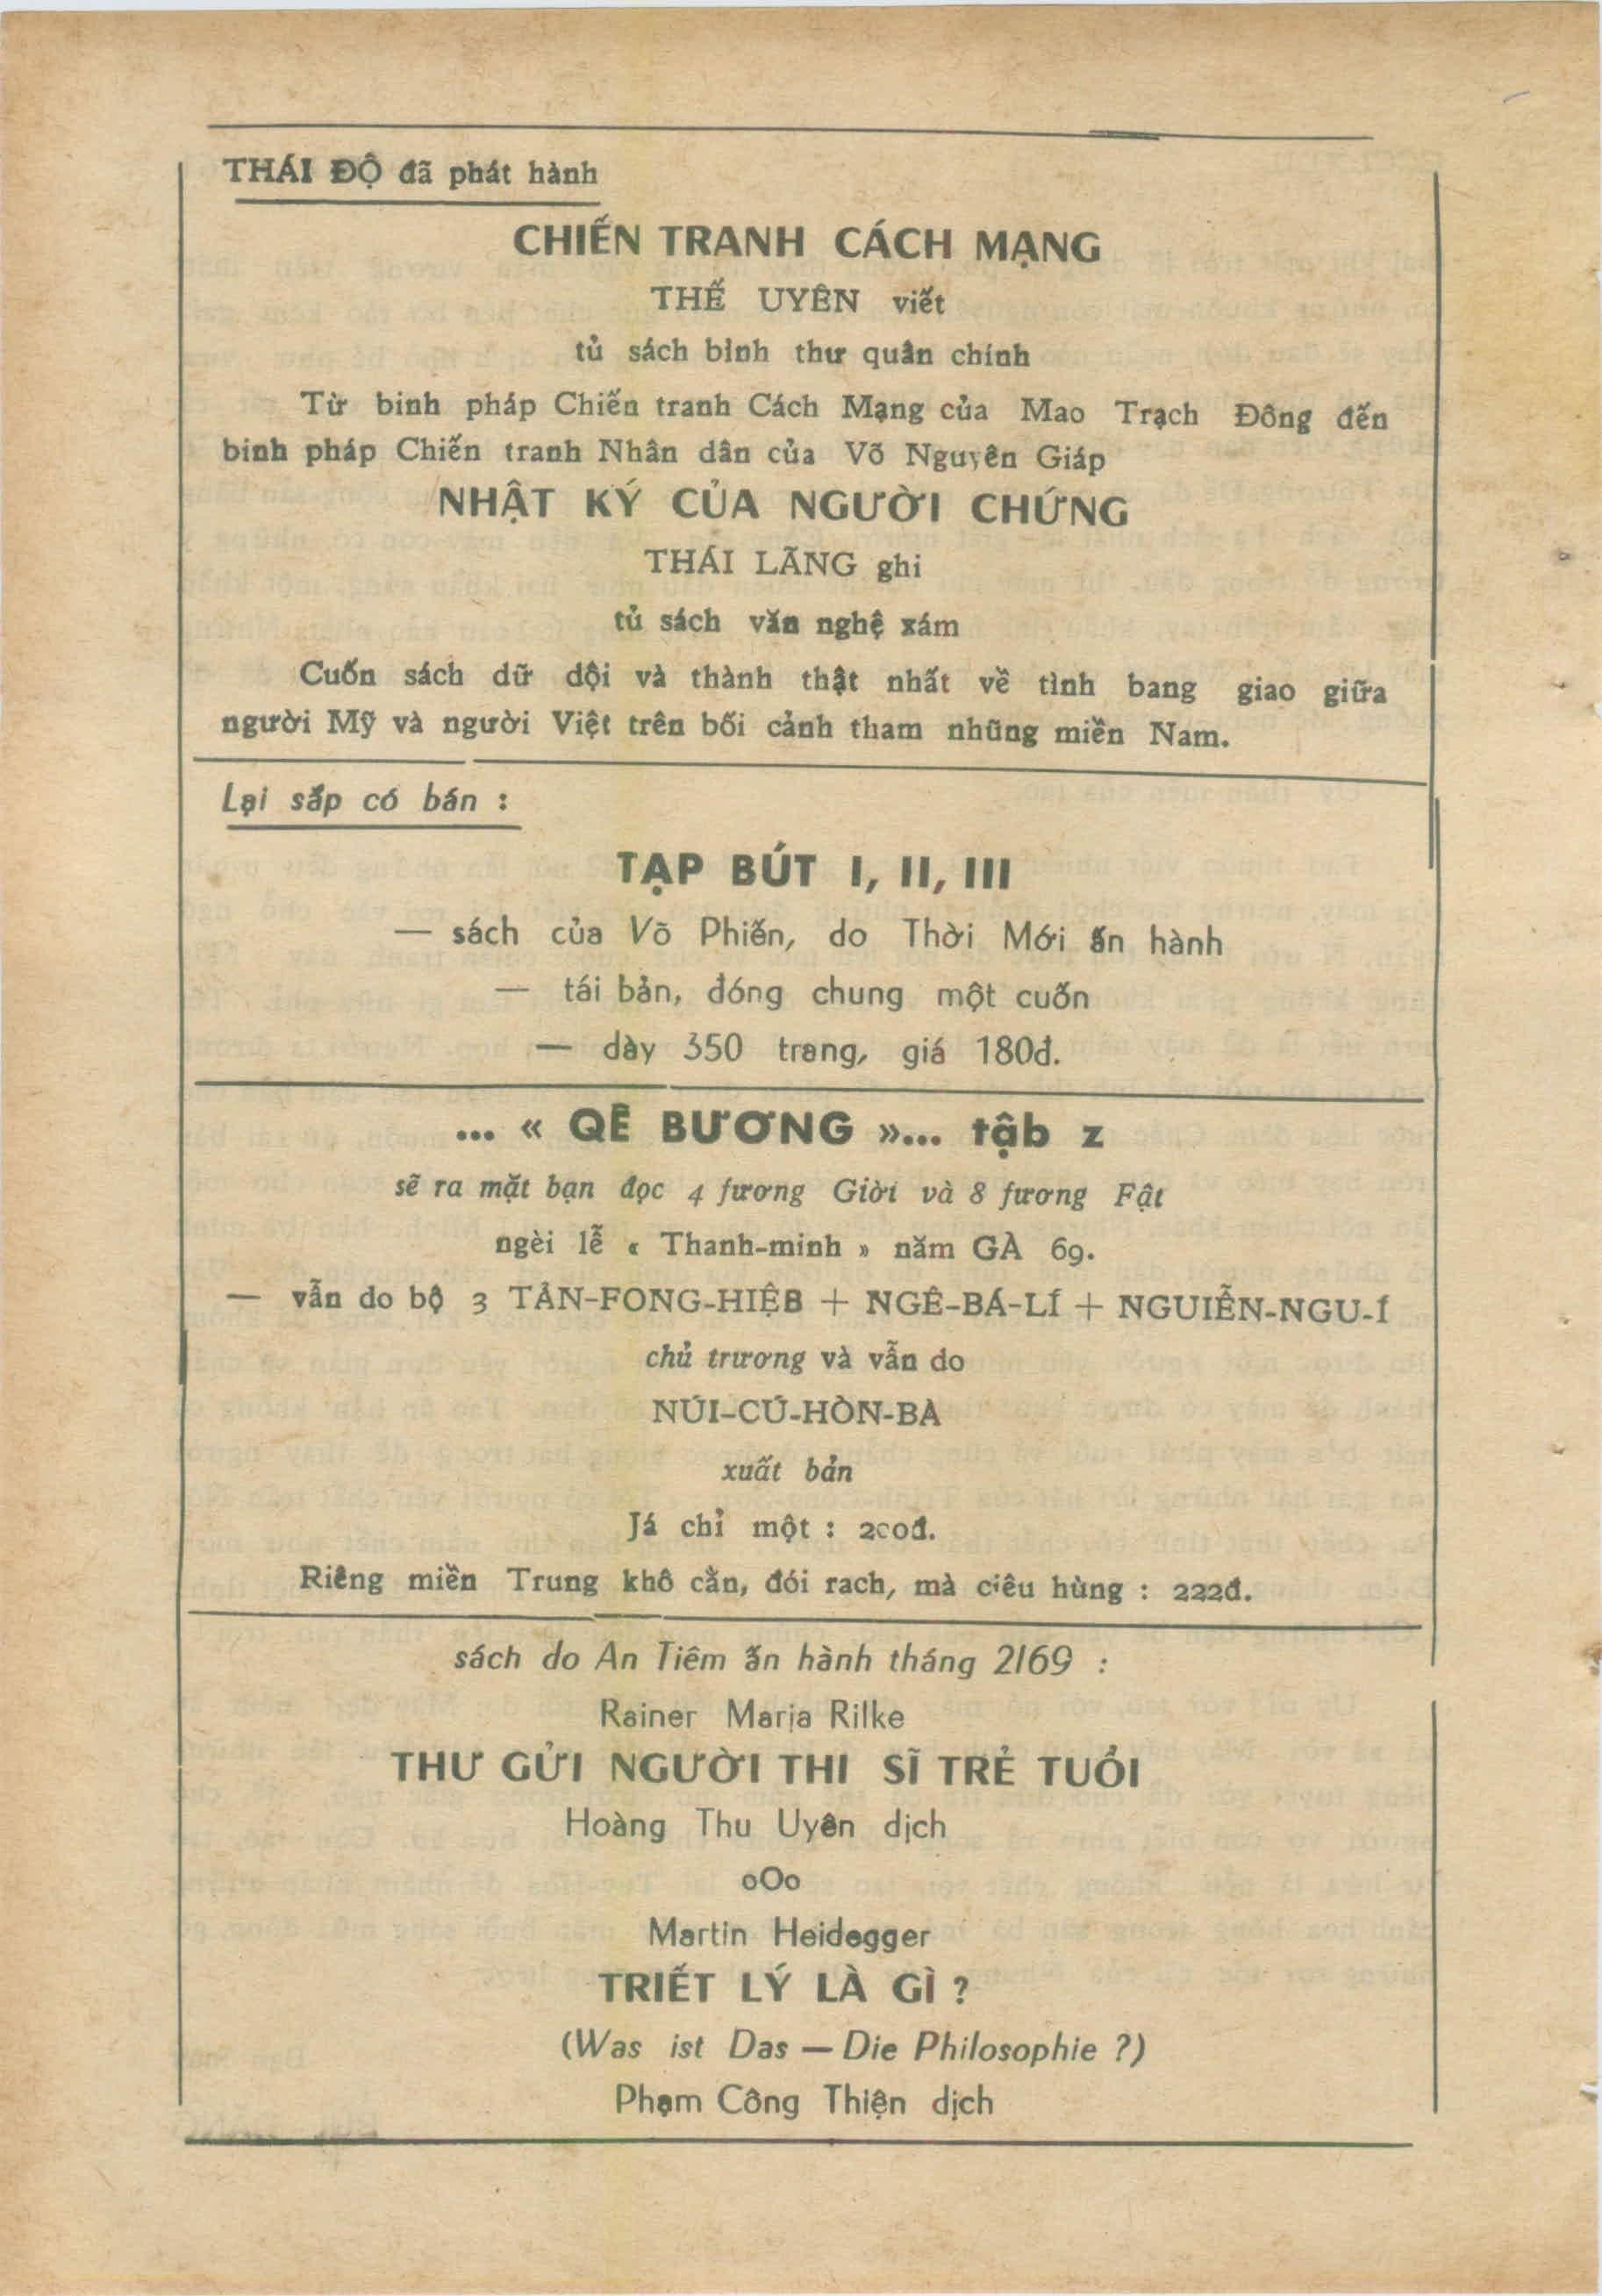 THÁI ĐỘ đã phát hành
CHIẾN TRANH CÁCH MẠNG
THẾ UYÊN viết
tủ sách binh thư quân chính
Từ binh pháp Chiến tranh Cách Mạng của Mao Trạch Đông đến
binh pháp Chiến tranh Nhân dân của Võ Nguyên Giáp
NHẬT KÝ CỦA NGƯỜI CHỨNG
THÁI LÃNG ghi
tủ sách văn nghệ xám
Cuốn sách dữ dội và thành thật nhất về tình bang giao giữa
người Mỹ và người Việt trên bối cảnh tham nhũng miền Nam.
Lại sắp có bán :
TẠP BÚT I, II, III
— sách của Võ Phiến, do Thời Mới ấn hành
— tái bản, đóng chung một cuốn
— dày 350 trang, giá 180đ.
... « QÊ BƯƠNG »... tậb z
sẽ ra mặt bạn đọc 4 fương Giời và 8 fương Fật
ngèi lễ « Thanh-minh » năm GÀ 69.
— vẫn do bộ 3 TẢN-FONG-HIỆB + NGÊ-BÁ-LÍ + NGUIỄN-NGU-Í
chủ trương và vẫn do
NÚI-CÚ-HÒN-BÀ
xuất bản
Já chỉ một : 200đ.
Riêng miền Trung khô cằn, đói rach, mà ciêu hùng : 222đ.
sách do An Tiêm ấn hành tháng 2/69 :
Rainer Maria Rilke
THƯ GỬI NGƯỜI THI SĨ TRẺ TUỔI
Hoàng Thu Uyên dịch
oOo
Martin Heidegger
TRIẾT LÝ LÀ GÌ ?
(Was ist Das — Die Philosophie ?)
Phạm Công Thiện dịch